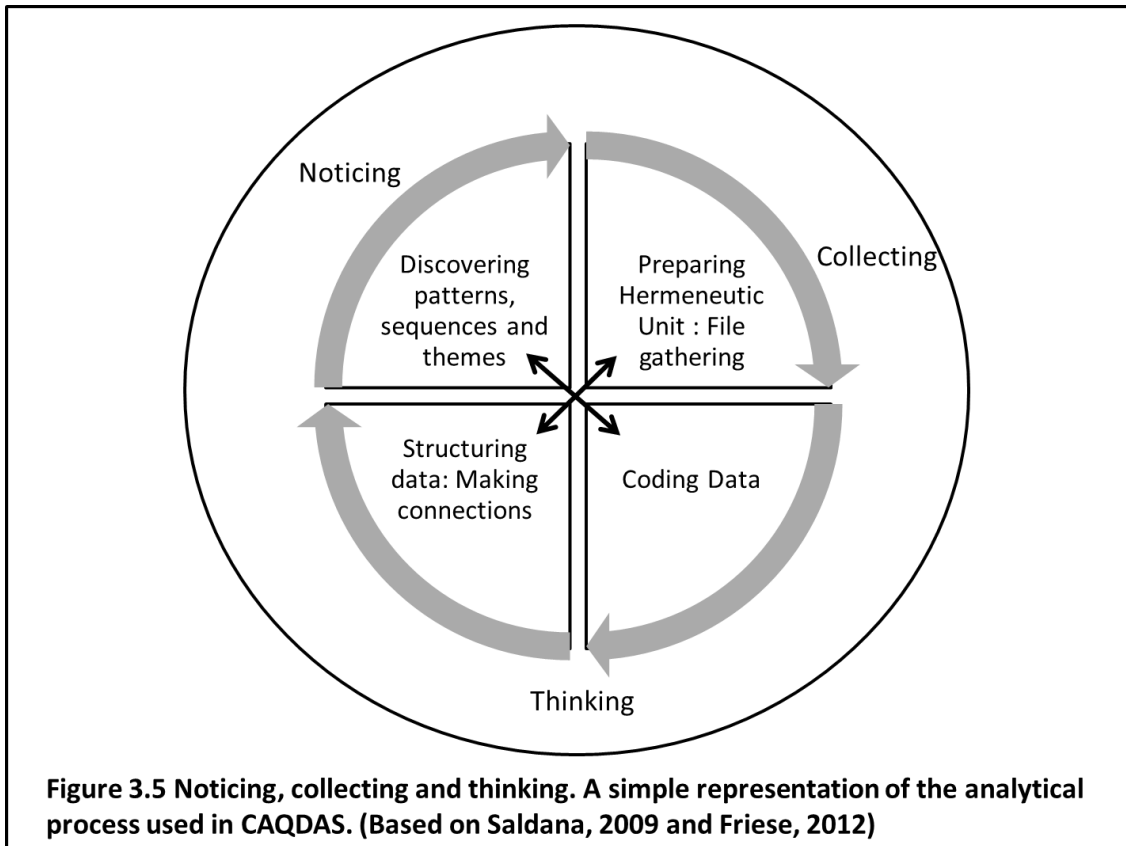 Noticing
Collecting
Discovering
patterns,
sequences and
themes
Preparing
Hermeneutic
Unit : File
gathering
Structuring
data: Making
connections
Coding Data
Thinking
Figure 3.5 Noticing, collecting and thinking. A simple representation of the analytical
process used in CAQDAS. (Based on Saldana, 2009 and Friese, 2012)